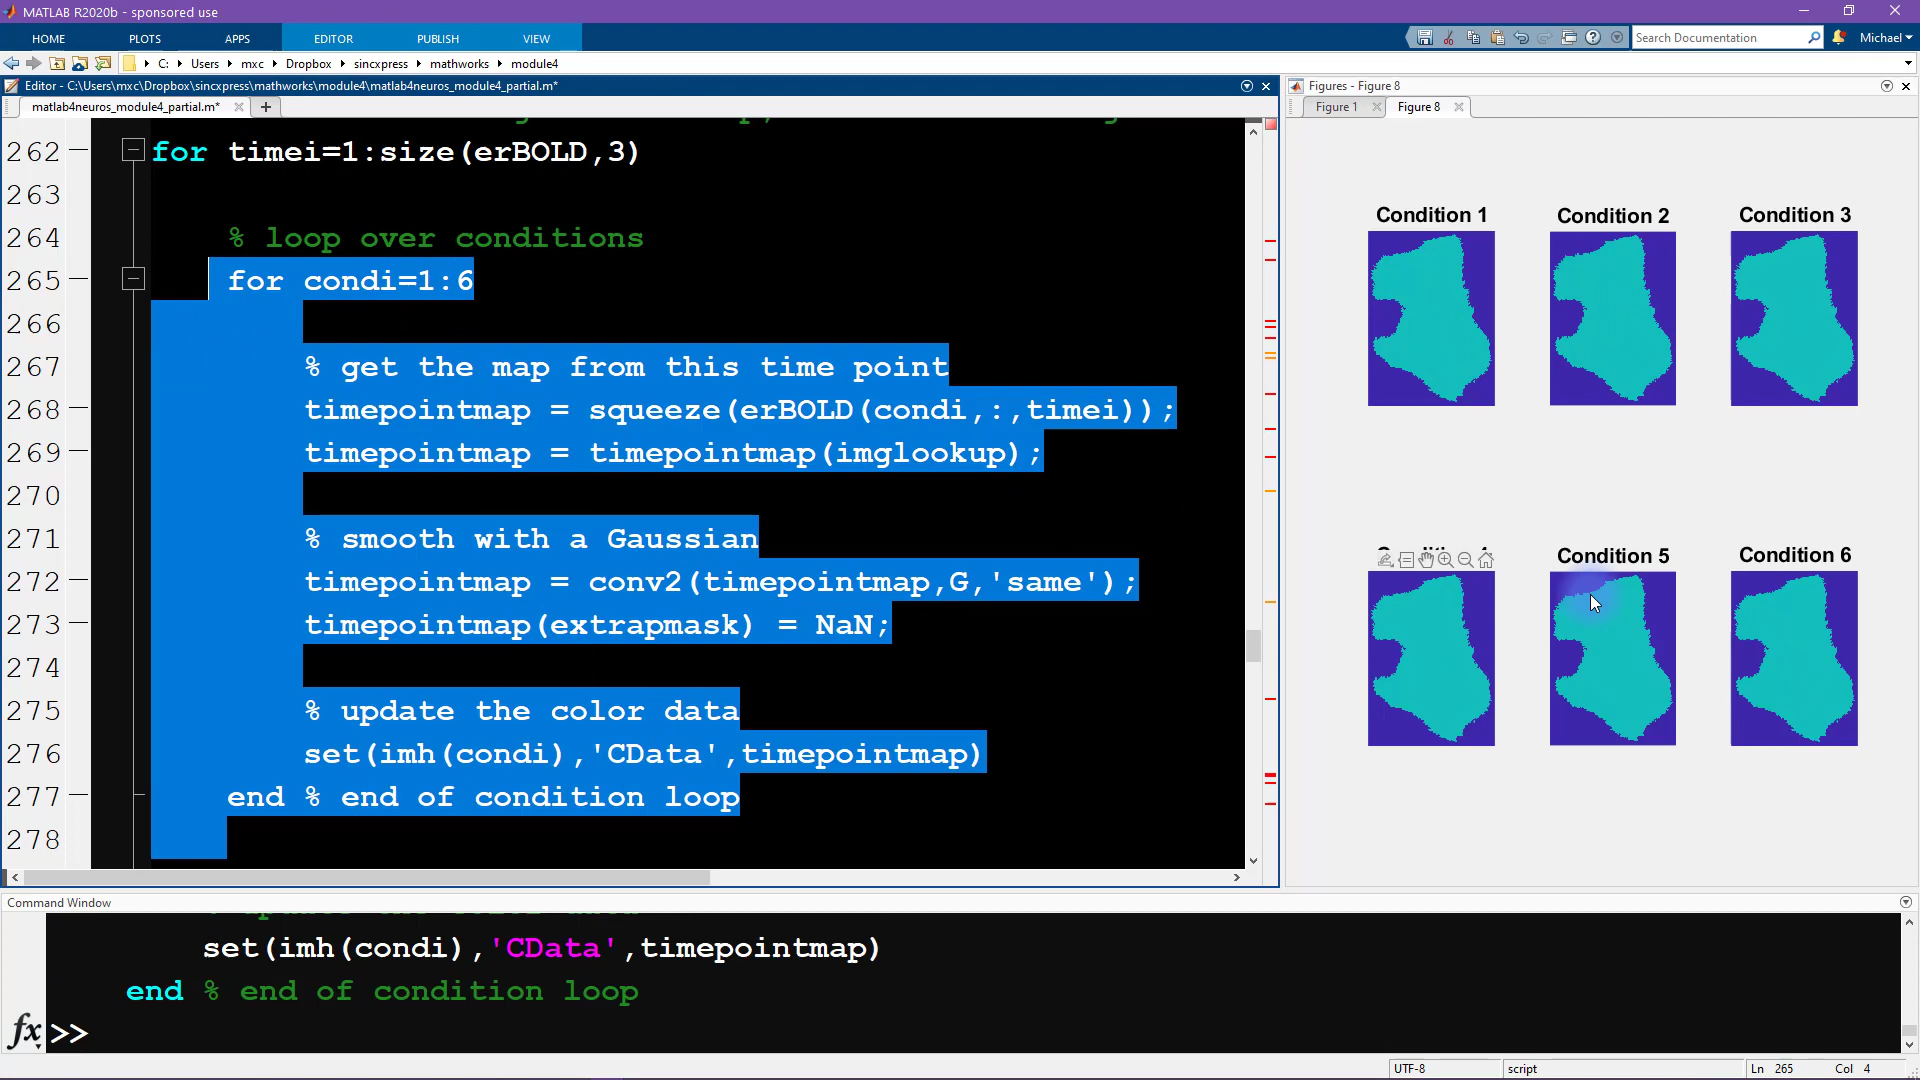 MATLAB R2020b - sponsored use
HOME PLOTS APPS EDITOR PUBLISH VIEW
Search Documentation
Michael
C: Users mxc Dropbox sincxpress mathworks module4
Editor - C:\Users\mxc\Dropbox\sincxpress\mathworks\module4\matlab4neuros_module4_partial.m*
matlab4neuros_module4_partial.m*
262 for timei=1:size(erBOLD,3)
263
264 % loop over conditions
265 for condi=1:6
266
267 % get the map from this time point
268 timepointmap = squeeze(erBOLD(condi,:,timei));
269 timepointmap = timepointmap(imglookup);
270
271 % smooth with a Gaussian
272 timepointmap = conv2(timepointmap,G,'same');
273 timepointmap(extrapmask) = NaN;
274
275 % update the color data
276 set(imh(condi),'CData',timepointmap)
277 end % end of condition loop
278
Figures - Figure 8
Figure 1 Figure 8
Condition 1 Condition 2 Condition 3
Condition 5 Condition 6
Command Window
set(imh(condi),'CData',timepointmap)
end % end of condition loop
fx >>
UTF-8 script Ln 265 Col 4